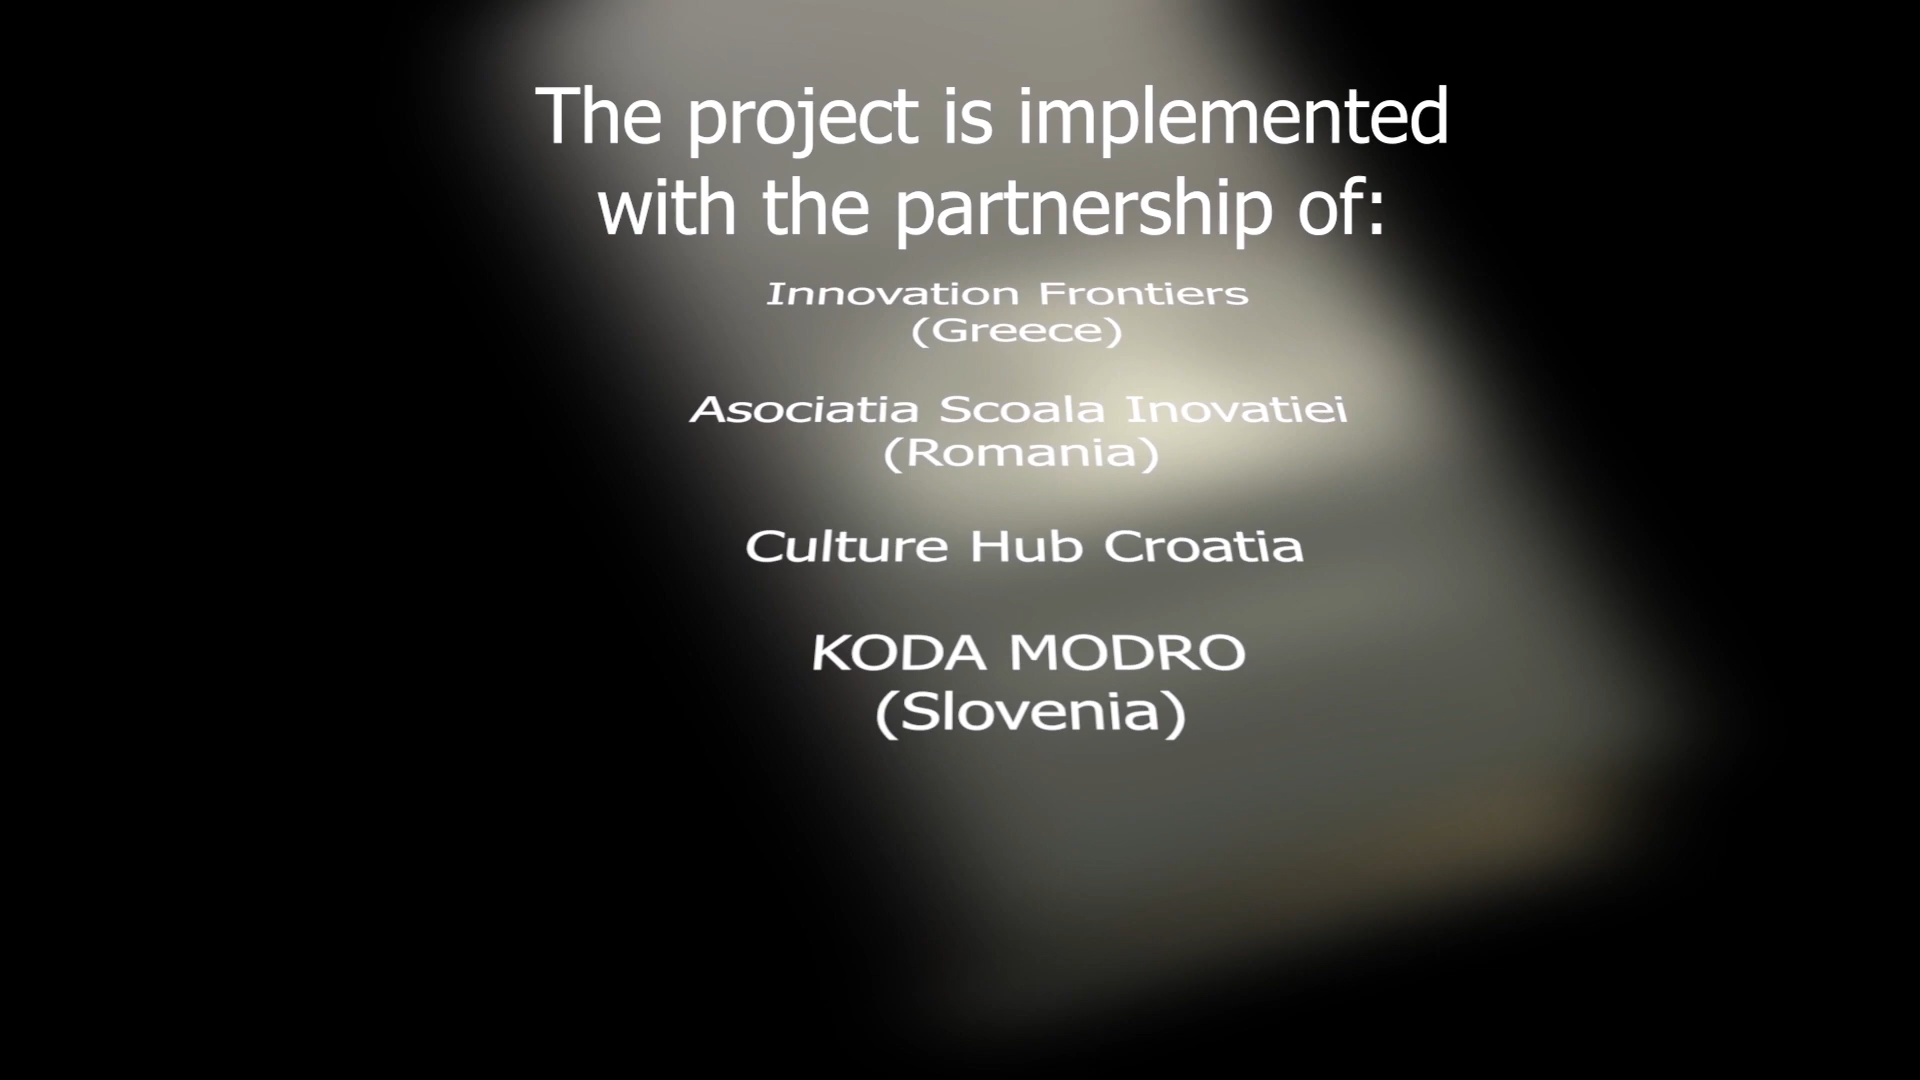 The project is implemented
with the partnership of:
Innovation Frontiers
(Greece)
Asociatia Scoala Inovatiei
(Romania)
Culture Hub Croatia
KODA MODRO
(Slovenia)